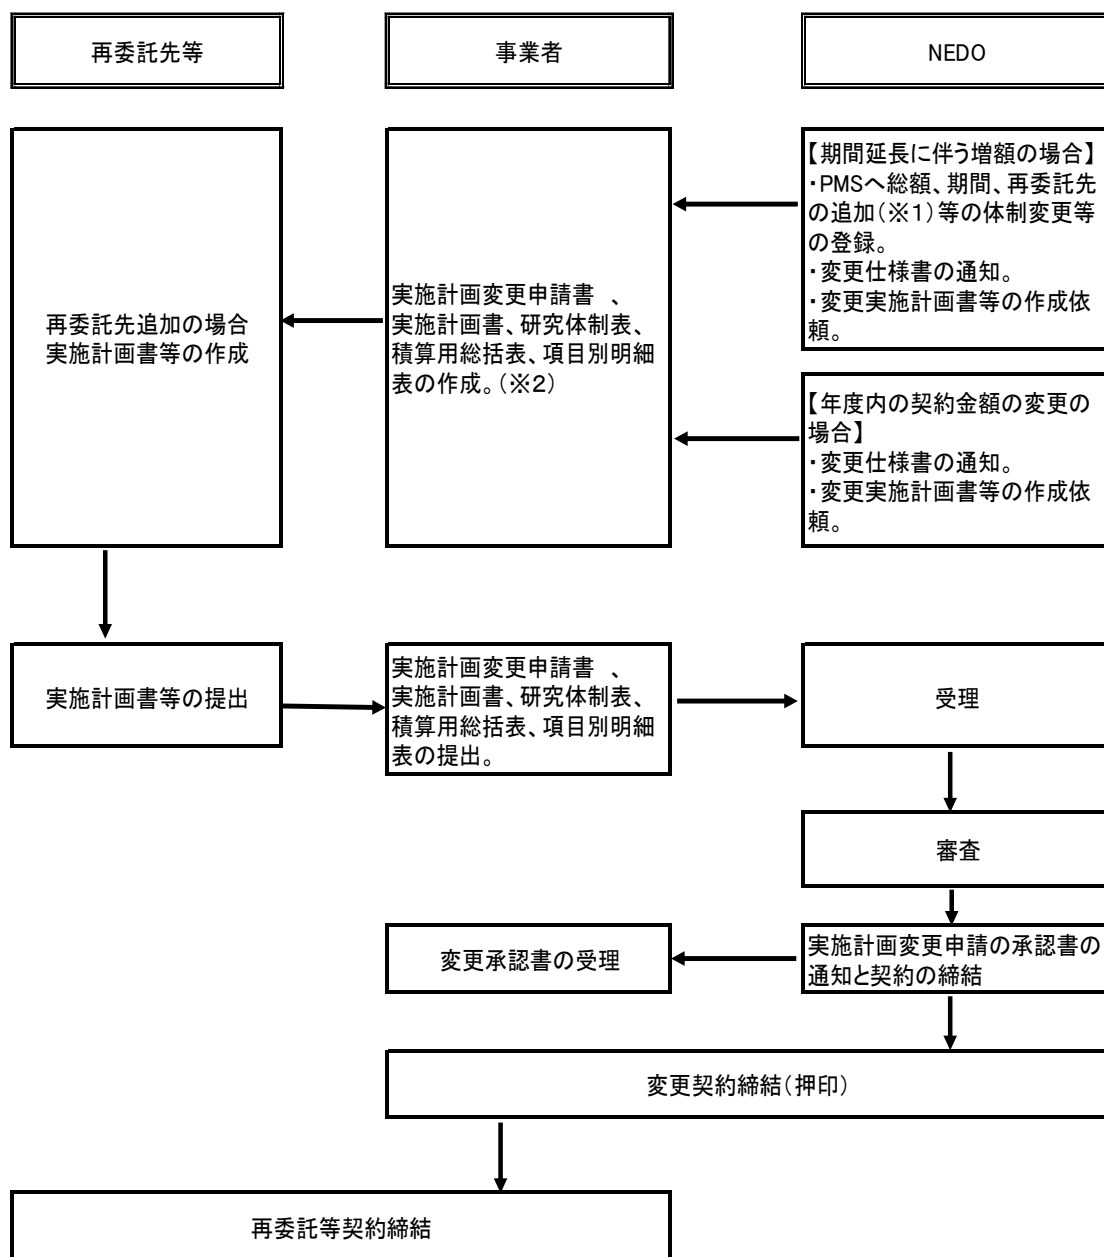 再委託先等
事業者
NEDO
【期間延長に伴う増額の場合】
・PMSへ総額、期間、再委託先
の追加（※１）等の体制変更等
の登録。
・変更仕様書の通知。
・変更実施計画書等の作成依
頼。
実施計画変更申請書　、
実施計画書、研究体制表、
積算用総括表、項目別明細
表の作成。（※２）
再委託先追加の場合
実施計画書等の作成
【年度内の契約金額の変更の
場合】
・変更仕様書の通知。
・変更実施計画書等の作成依
頼。
実施計画書等の提出
実施計画変更申請書　、
実施計画書、研究体制表、
積算用総括表、項目別明細
表の提出。
受理
審査
実施計画変更申請の承認書の
通知と契約の締結
変更承認書の受理
変更契約締結（押印）
再委託等契約締結